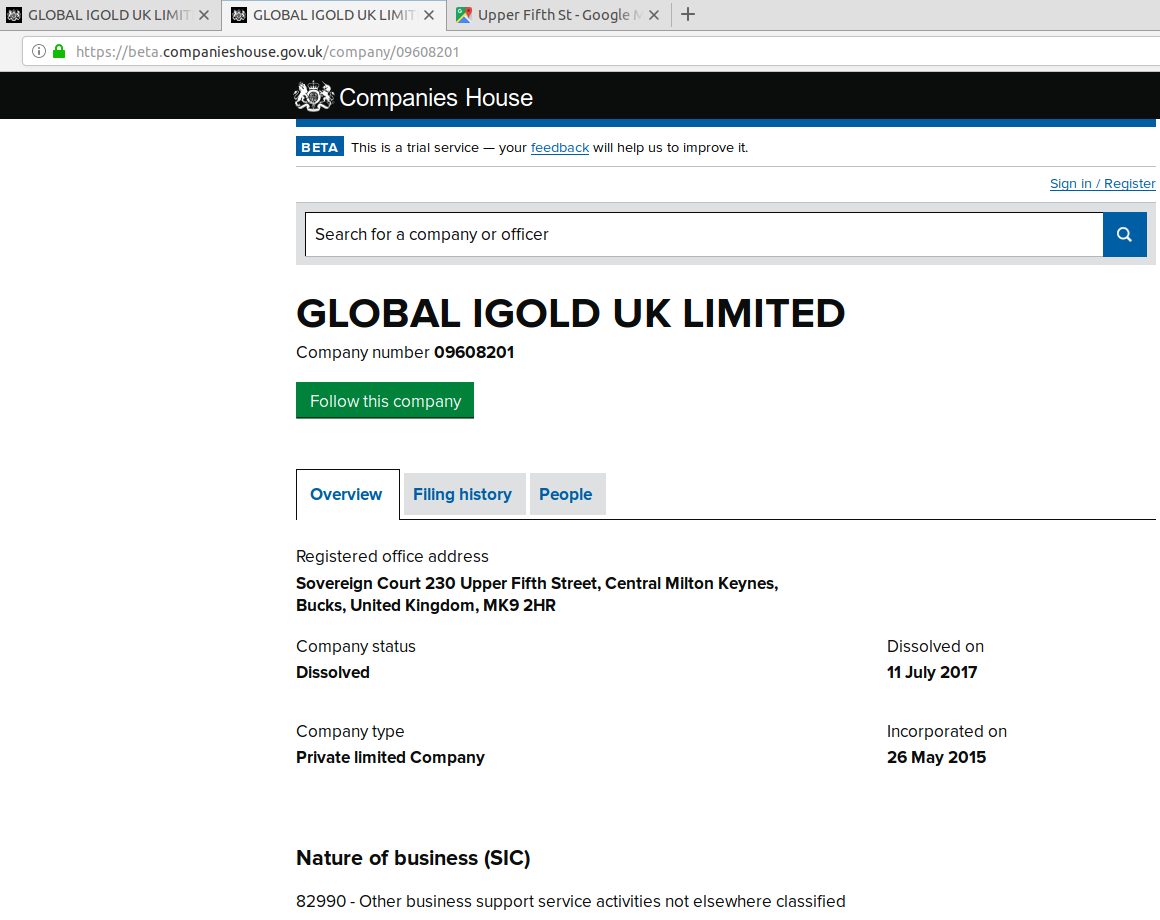 GLOBAL IGOLD UK LIMIT
GLOBAL IGOLD UK LIMIT
Upper Fifth St - Google M
https://beta.companieshouse.gov.uk/company/09608201
Companies House
BETA This is a trial service — your feedback will help us to improve it.
Sign in / Register
Search for a company or officer
GLOBAL IGOLD UK LIMITED
Company number 09608201
Follow this company
Overview Filing history People
Registered office address
Sovereign Court 230 Upper Fifth Street, Central Milton Keynes,
Bucks, United Kingdom, MK9 2HR
Company status Dissolved on
Dissolved 11 July 2017
Company type Incorporated on
Private limited Company 26 May 2015
Nature of business (SIC)
82990 - Other business support service activities not elsewhere classified